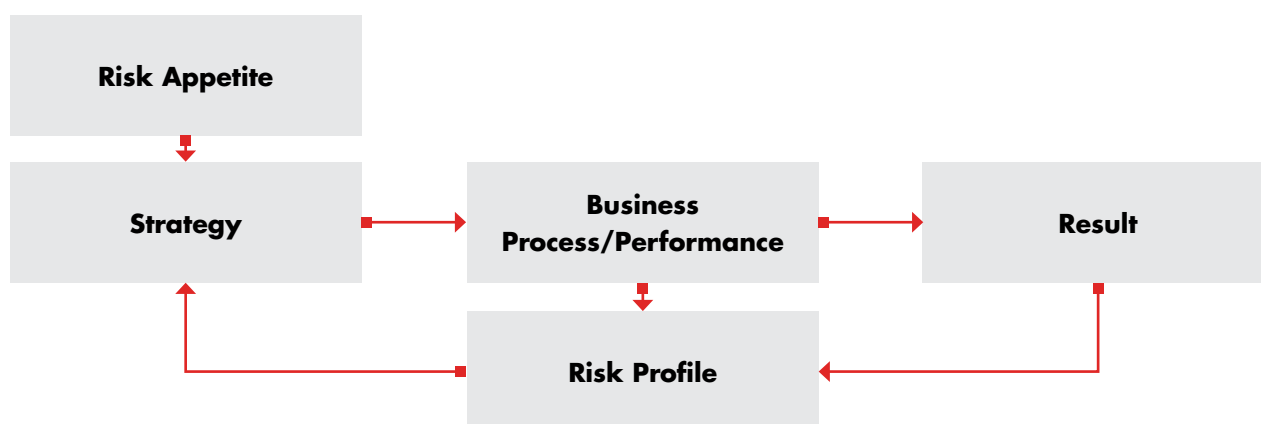 Risk Appetite
Strategy
Business
Process/Performance
Result
Risk Profile